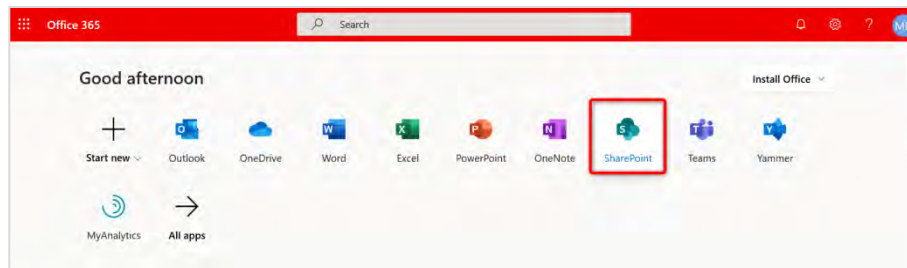 Office 365
Search
?
Good afternoon
Install Office
Start new
Outlook
OneDrive
Word
Excel
PowerPoint
OneNote
SharePoint
Teams
Yammer
MyAnalytics
All apps